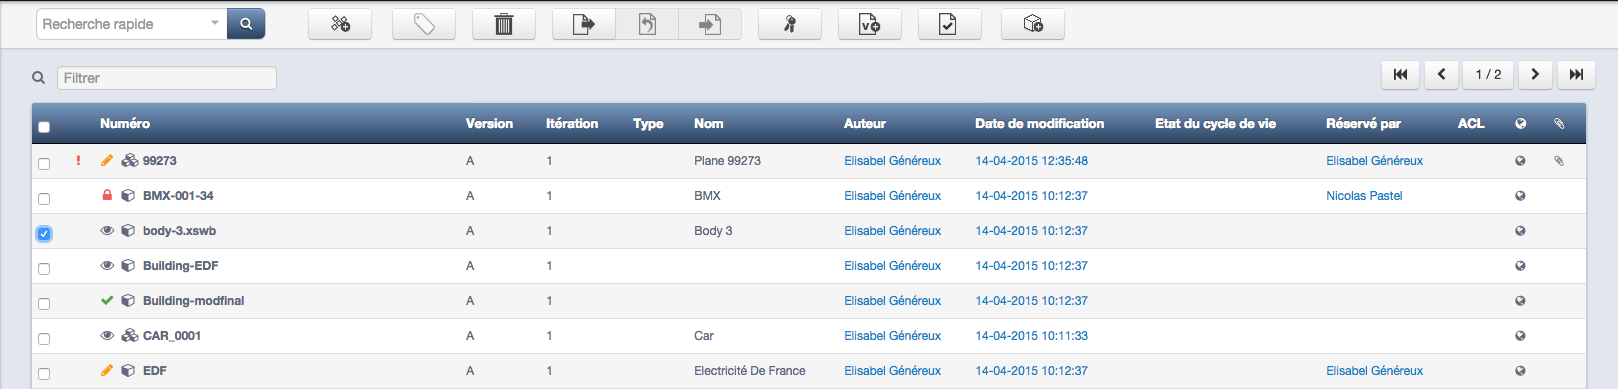 Recherche rapide
Filtrer
1 / 2
Numéro Version Itération Type Nom Auteur Date de modification Etat du cycle de vie Réservé par ACL
! 99273 A 1 Plane 99273 Elisabel Généreux 14-04-2015 12:35:48 Elisabel Généreux
BMX-001-34 A 1 BMX Elisabel Généreux 14-04-2015 10:12:37 Nicolas Pastel
body-3.xswb A 1 Body 3 Elisabel Généreux 14-04-2015 10:12:37
Building-EDF A 1 Elisabel Généreux 14-04-2015 10:12:37
Building-modfinal A 1 Elisabel Généreux 14-04-2015 10:12:37
CAR_0001 A 1 Car Elisabel Généreux 14-04-2015 10:11:33
EDF A 1 Electricité De France Elisabel Généreux 14-04-2015 10:12:37 Elisabel Généreux